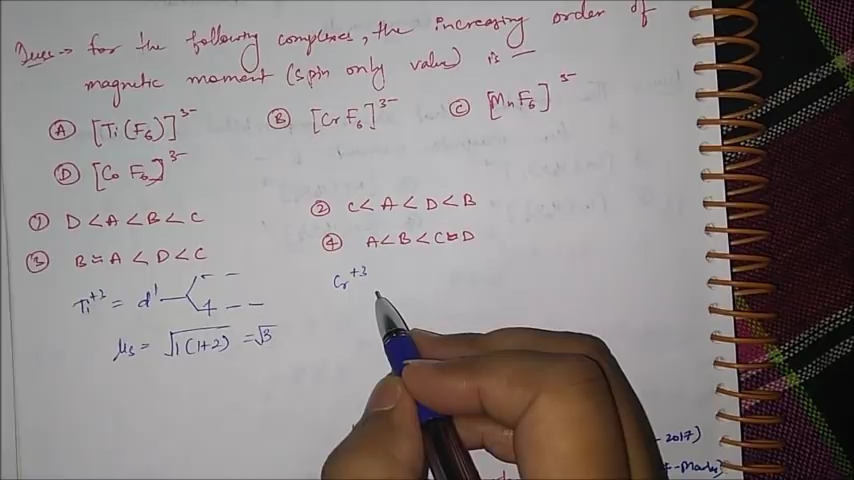 Ques → for the following complexes, the increasing order of
magnetic moment (spin only value) is —
Ⓐ [Ti(F6)]3- Ⓑ [CrF6]3- Ⓒ [MnF6]3-
Ⓓ [CoF6]3-
① D < A < B < C ② C < A < D < B
③ B ≈ A < D < C ④ A < B < C ≈ D
Ti+3 = d1 Cr+3
μs = √1(1+2) = √3
-2017)
-Marks)